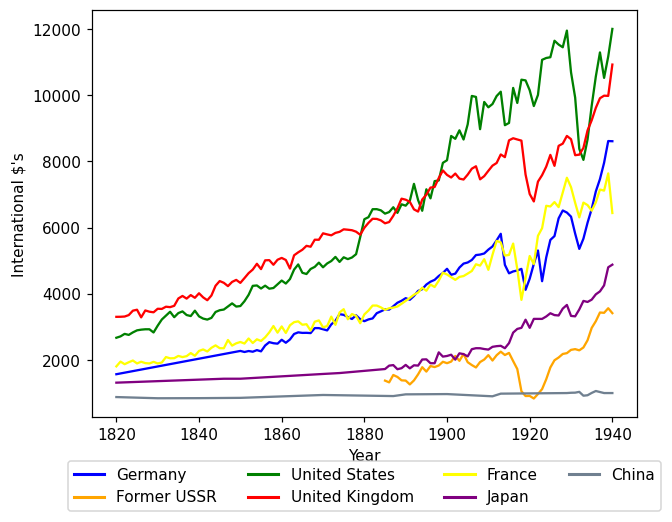 12000
10000
8000
6000
4000
2000
International $'s
1820 1840 1860 1880 1900 1920 1940
Year
Germany United States France China
Former USSR United Kingdom Japan